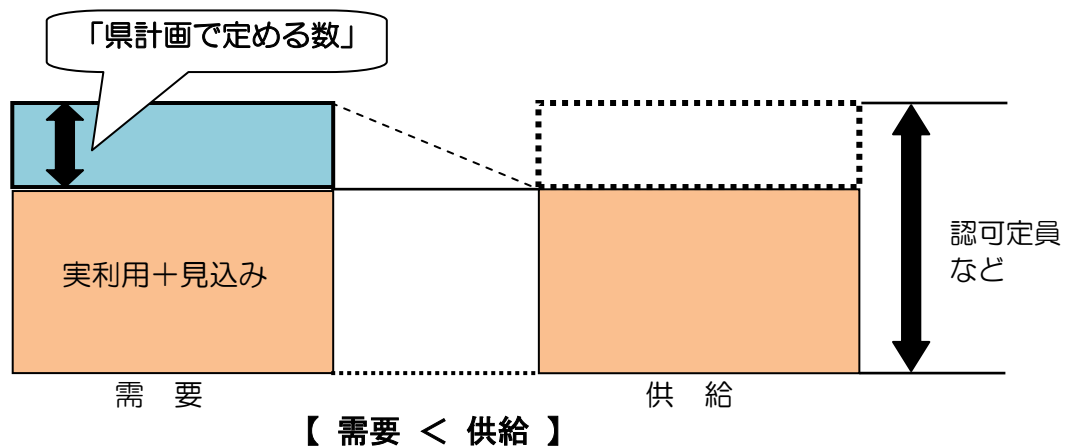 「県計画で定める数」
実利用＋見込み
認可定員
など
需　要
供　給
【 需要 ＜ 供給 】